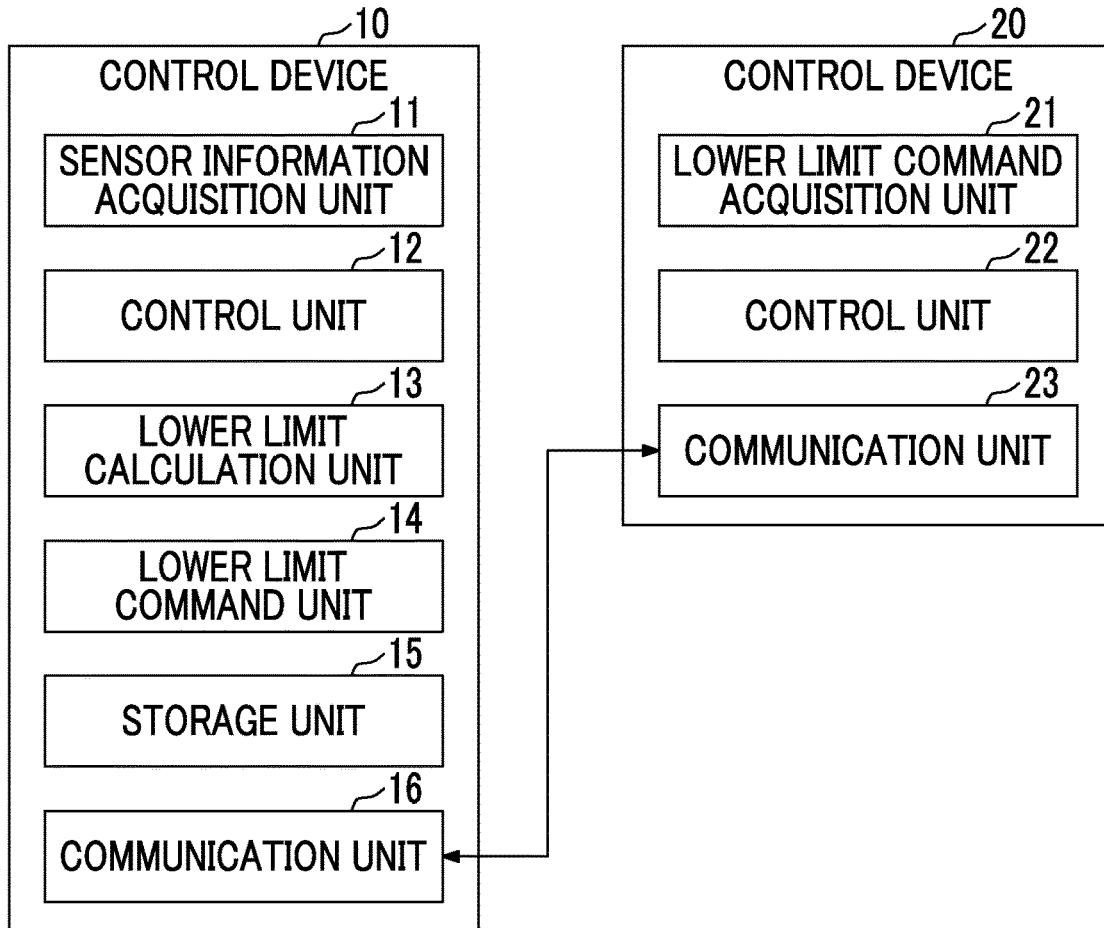 10
CONTROL DEVICE
11
SENSOR INFORMATION
ACQUISITION UNIT
12
CONTROL UNIT
13
LOWER LIMIT
CALCULATION UNIT
14
LOWER LIMIT
COMMAND UNIT
15
STORAGE UNIT
16
COMMUNICATION UNIT
20
CONTROL DEVICE
21
LOWER LIMIT COMMAND
ACQUISITION UNIT
22
CONTROL UNIT
23
COMMUNICATION UNIT